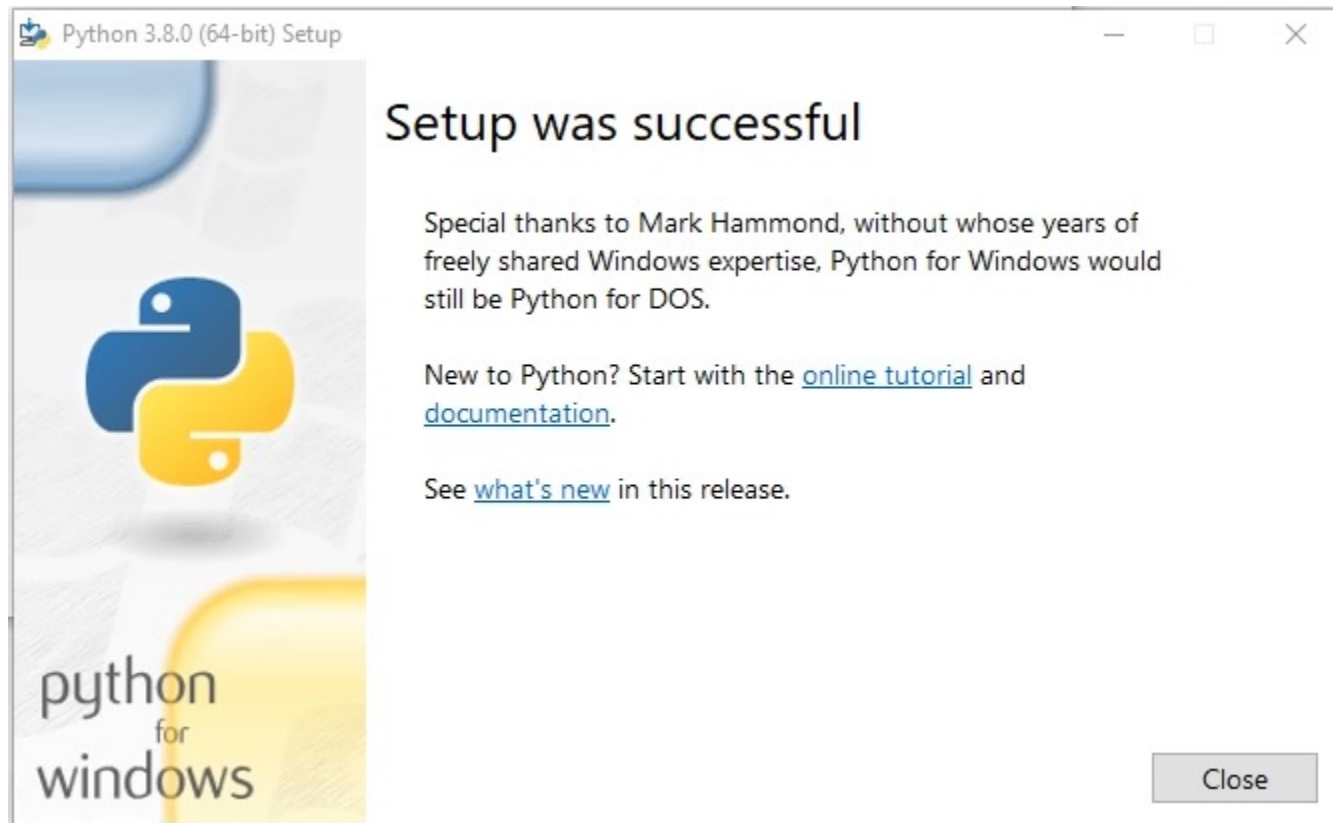 Python 3.8.0 (64-bit) Setup
Setup was successful
Special thanks to Mark Hammond, without whose years of
freely shared Windows expertise, Python for Windows would
still be Python for DOS.
New to Python? Start with the online tutorial and
documentation.
See what's new in this release.
python
for
windows
Close